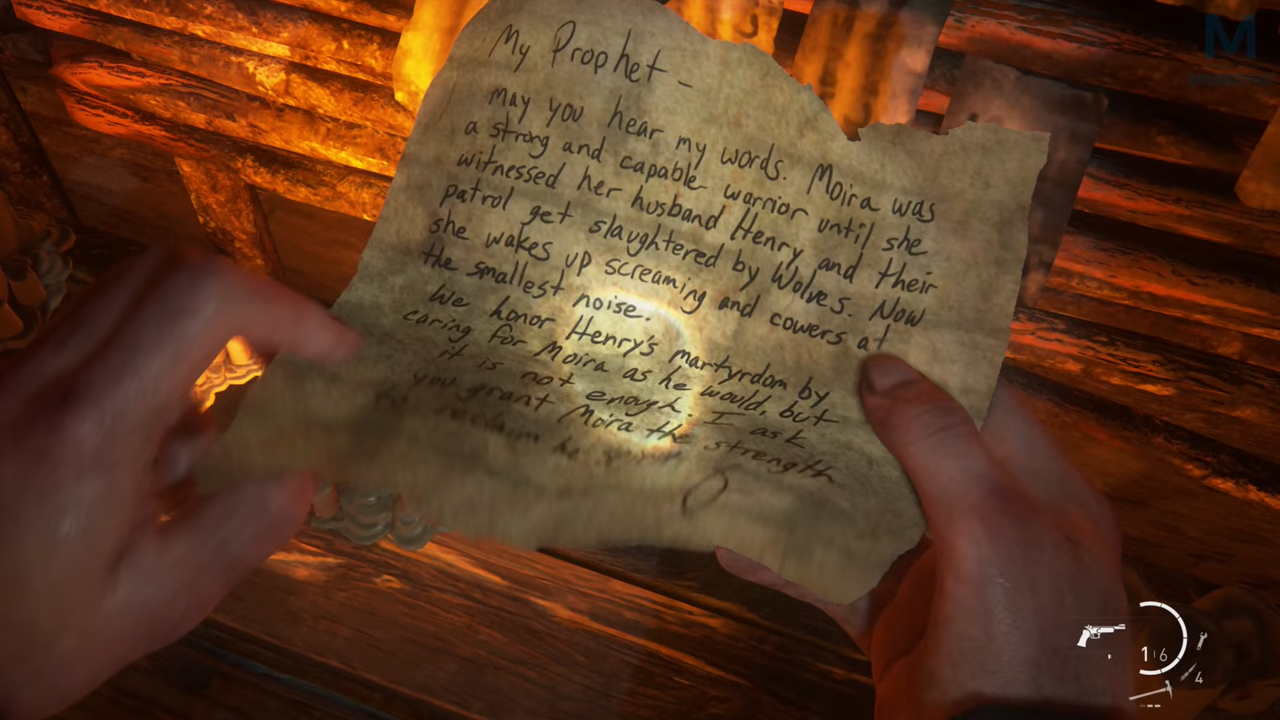 My Prophet –
May you hear my words. Moira was
a strong and capable warrior until she
witnessed her husband Henry and their
patrol get slaughtered by Wolves. Now
she wakes up screaming and cowers at
the smallest noise.
We honor Henry's martyrdom by
caring for Moira as he would, but
it is not enough. I ask
you grant Moira the strength
M
1 6
4